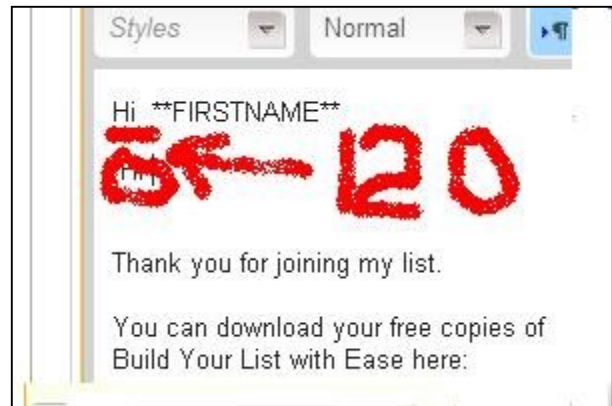 Styles Normal
Hi **FIRSTNAME**
Hi 120
Thank you for joining my list.
You can download your free copies of
Build Your List with Ease here: